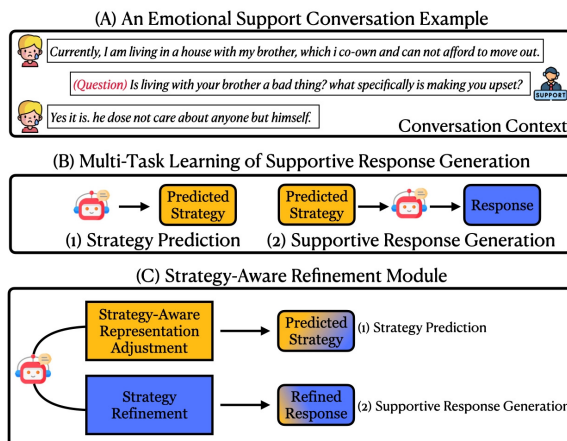 (A) An Emotional Support Conversation Example
Currently, I am living in a house with my brother, which i co-own and can not afford to move out.
(Question) Is living with your brother a bad thing? what specifically is making you upset?
SUPPORT
Yes it is. he dose not care about anyone but himself.
Conversation Context
(B) Multi-Task Learning of Supportive Response Generation
Predicted Strategy
Predicted Strategy
Response
(1) Strategy Prediction
(2) Supportive Response Generation
(C) Strategy-Aware Refinement Module
Strategy-Aware
Representation
Adjustment
Predicted
Strategy
(1) Strategy Prediction
Strategy
Refinement
Refined
Response
(2) Supportive Response Generation